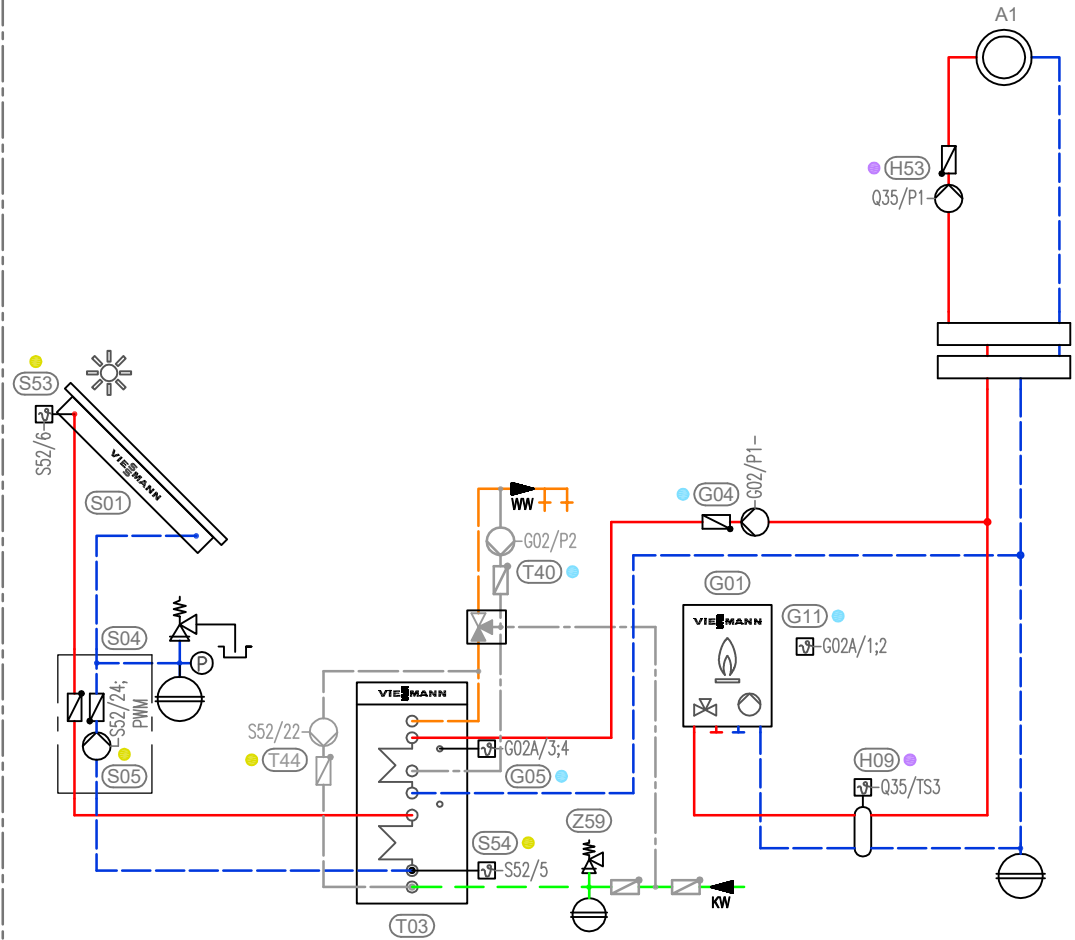 A1
H53
Q35/P1
S53
S52/6
VIESMANN
S01
G02/P1
G04
WW
G02/P2
T40
G01
VIESMANN
G11
G02A/1;2
S04
P
S52/24;
PWM
S05
VIESMANN
S52/22
T44
G02A/3;4
G05
H09
Q35/TS3
Z59
S54
S52/5
KW
T03